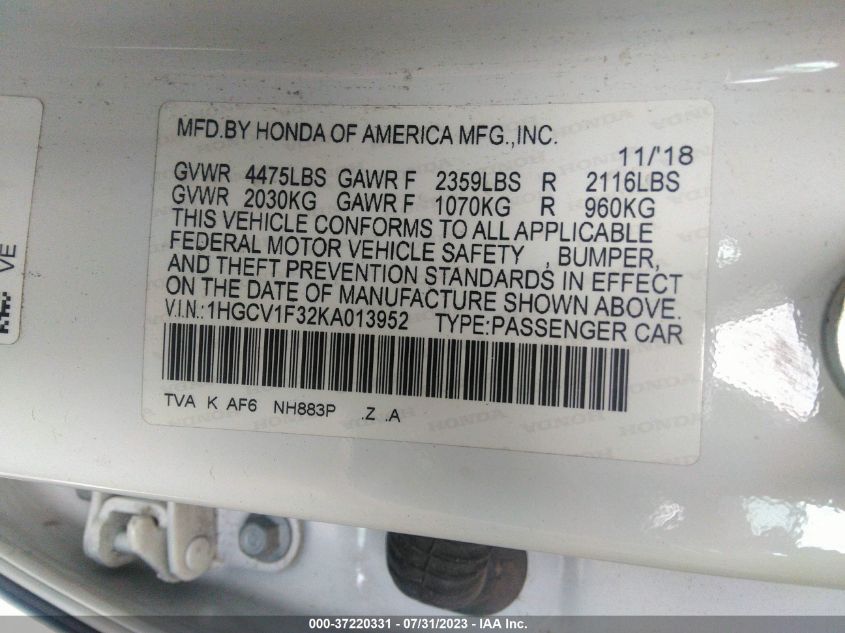 MFD.BY HONDA OF AMERICA MFG.,INC.
11/'18
GVWR 4475LBS GAWR F 2359LBS R 2116LBS
GVWR 2030KG GAWR F 1070KG R 960KG
THIS VEHICLE CONFORMS TO ALL APPLICABLE
FEDERAL MOTOR VEHICLE SAFETY , BUMPER,
AND THEFT PREVENTION STANDARDS IN EFFECT
ON THE DATE OF MANUFACTURE SHOWN ABOVE.
V.I.N.:1HGCV1F32KA013952 TYPE:PASSENGER CAR
TVA K AF6 NH883P .Z .A
VE
000-37220331 / 07/31/2023 - IAA Inc.